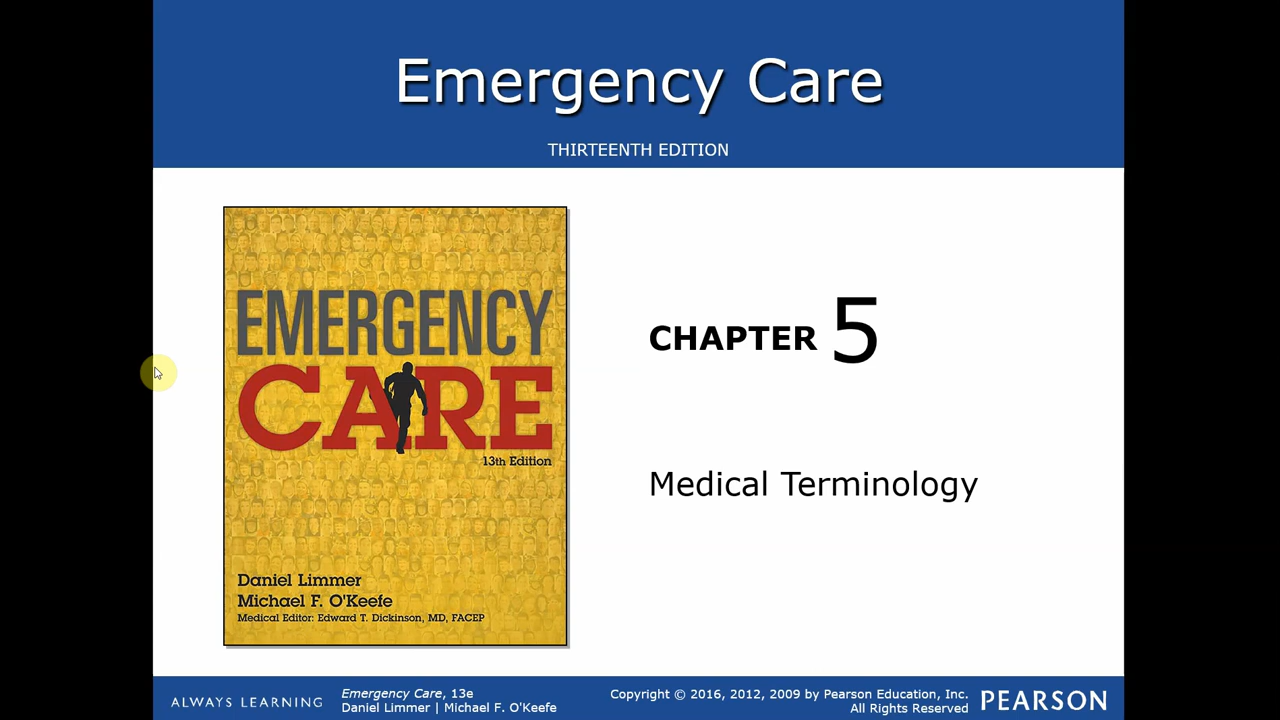 Emergency Care
THIRTEENTH EDITION
EMERGENCY
CARE
13th Edition
Daniel Limmer
Michael F. O'Keefe
Medical Editor: Edward T. Dickinson, MD, FACEP
CHAPTER 5
Medical Terminology
ALWAYS LEARNING
Emergency Care, 13e
Daniel Limmer | Michael F. O'Keefe
Copyright © 2016, 2012, 2009 by Pearson Education, Inc.
All Rights Reserved
PEARSON